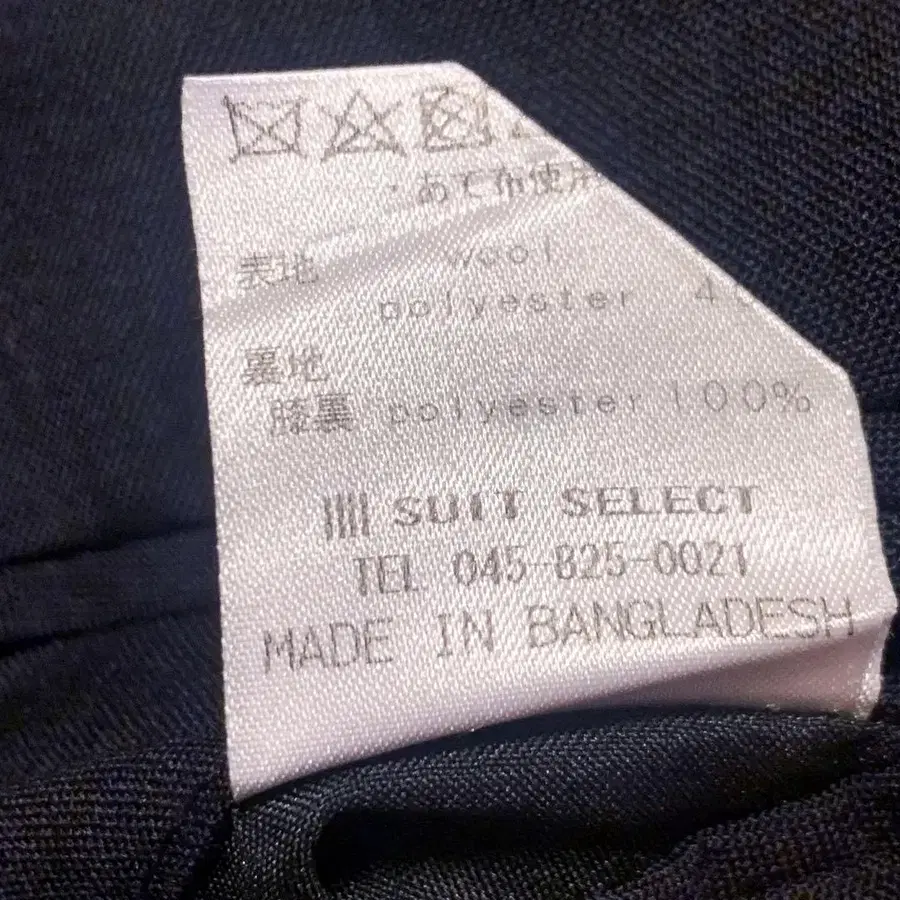 ・あて布使用
表地 wool
polyester 4
裏地
膝裏 polyester 100%
SUIT SELECT
TEL 045-825-0021
MADE IN BANGLADESH